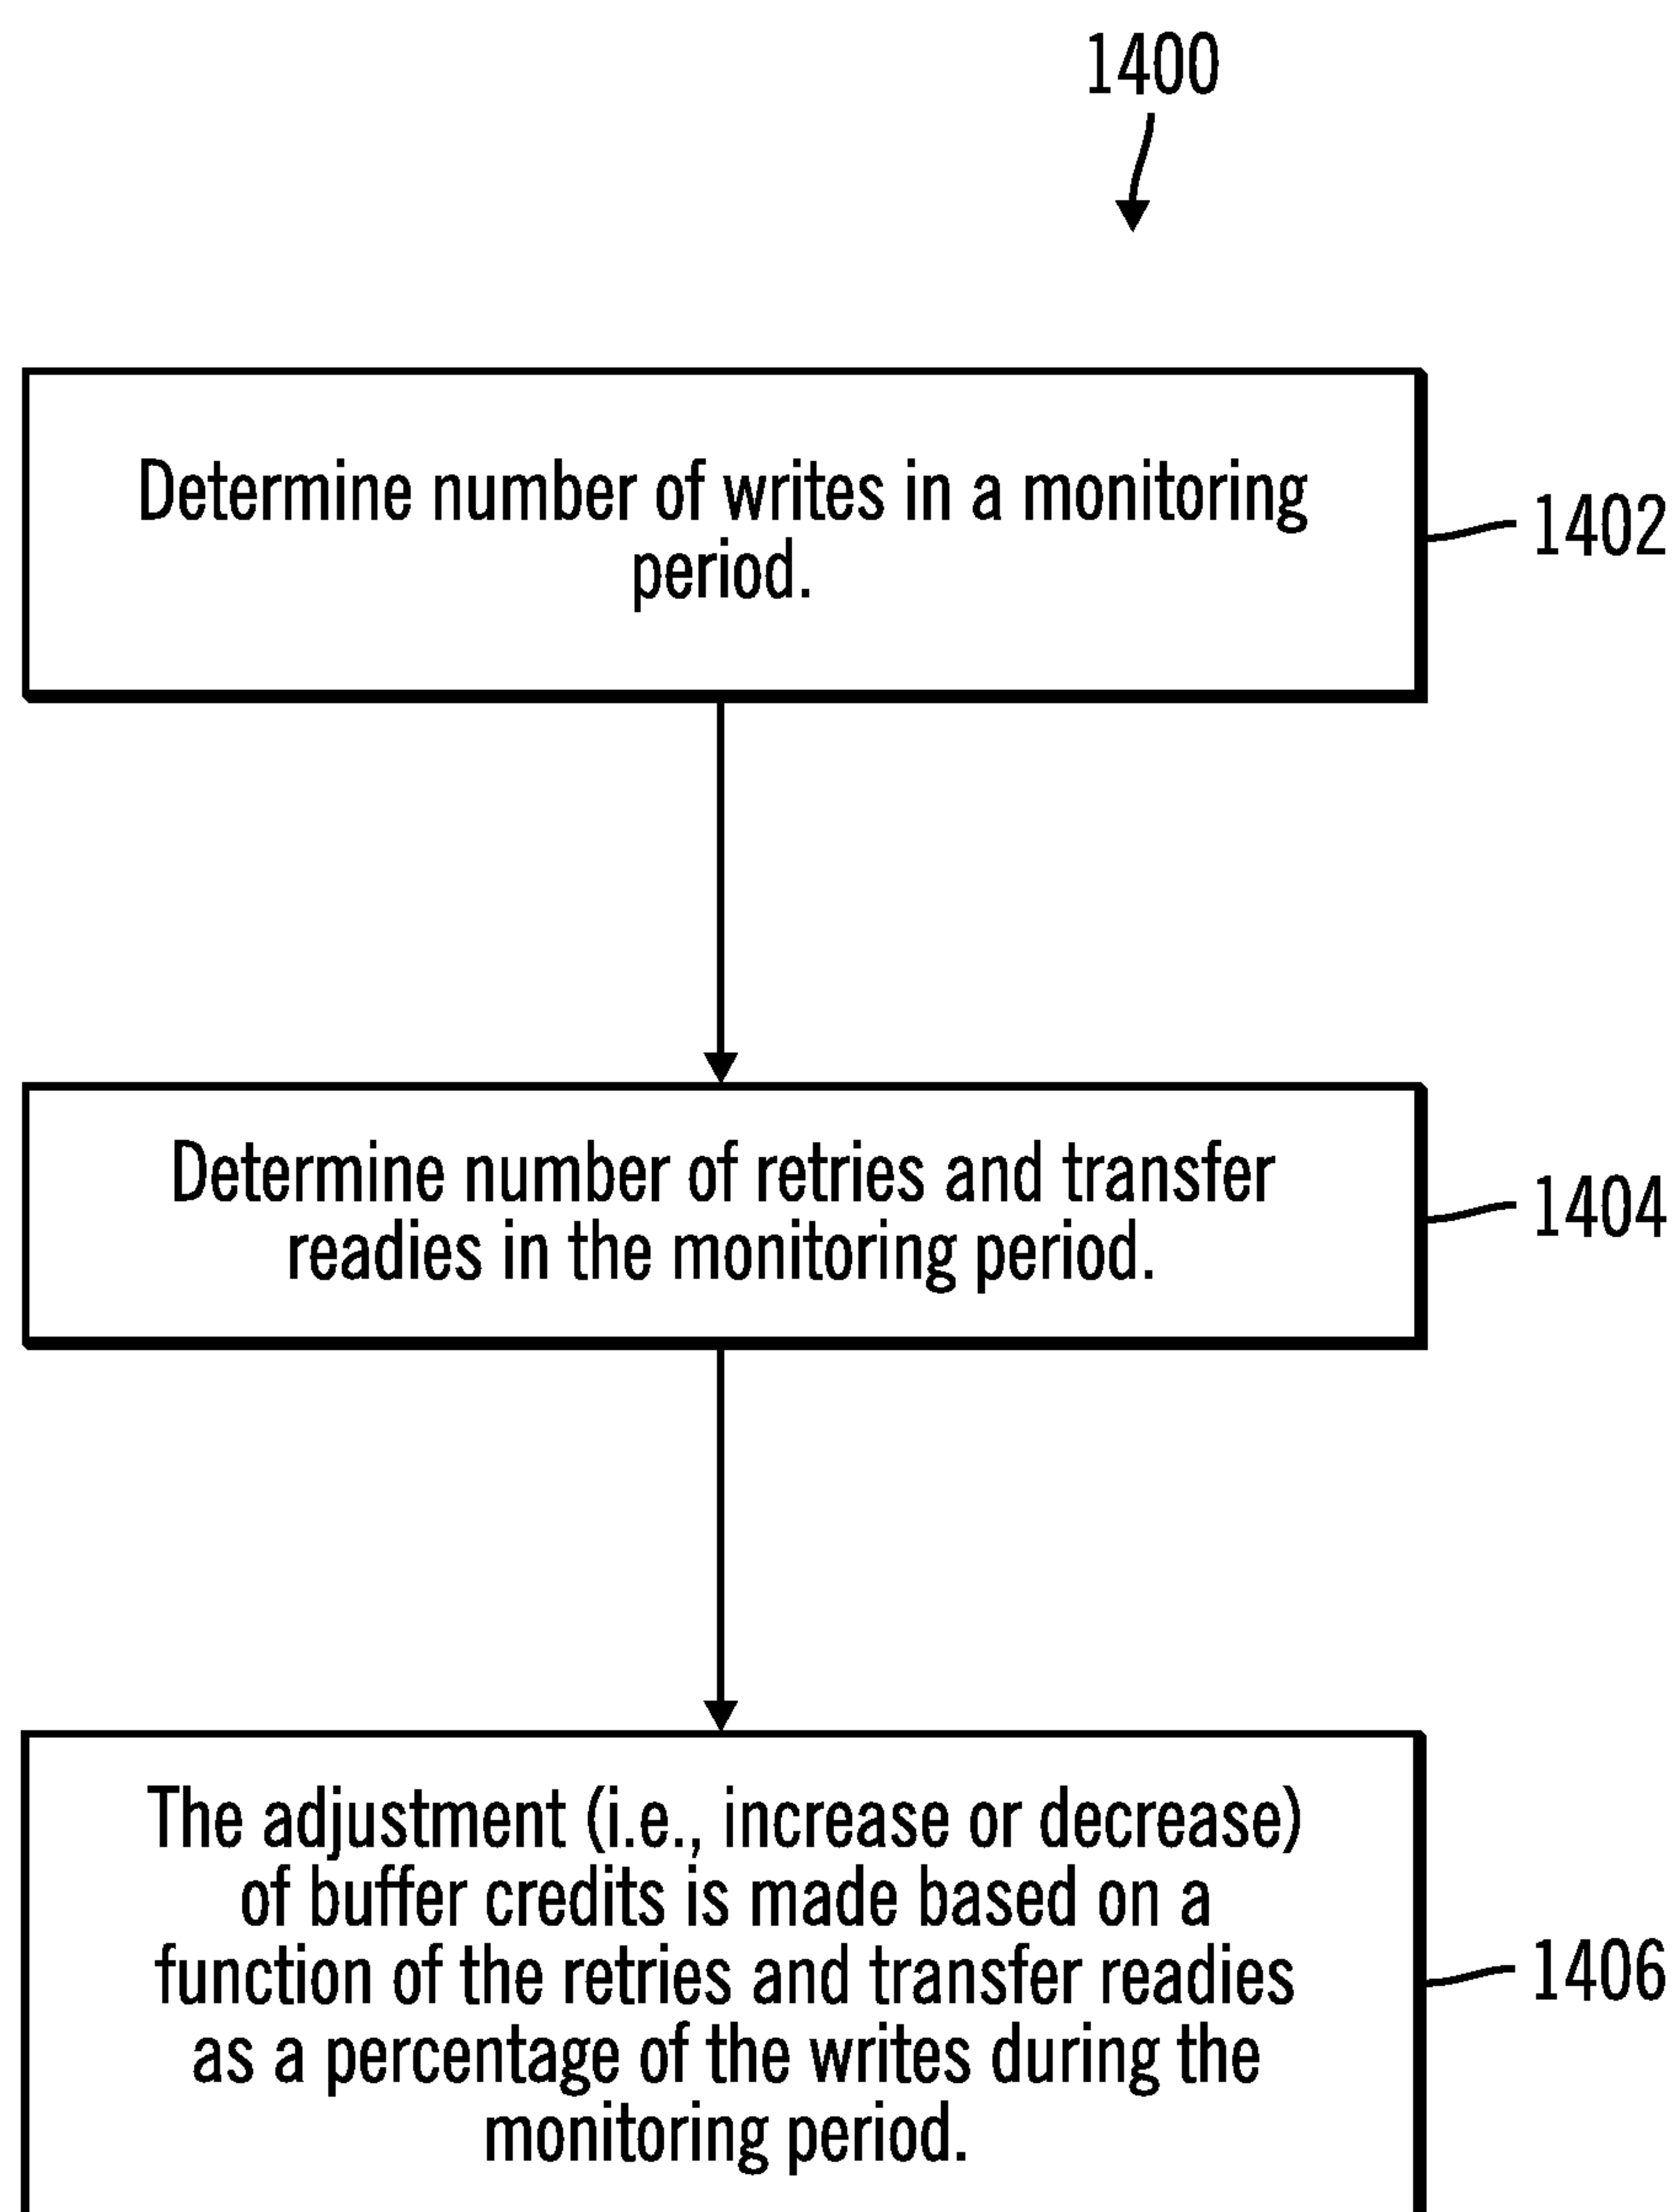 1400
Determine number of writes in a monitoring
period.
1402
Determine number of retries and transfer
readies in the monitoring period.
1404
The adjustment (i.e., increase or decrease)
of buffer credits is made based on a
function of the retries and transfer readies
as a percentage of the writes during the
monitoring period.
1406